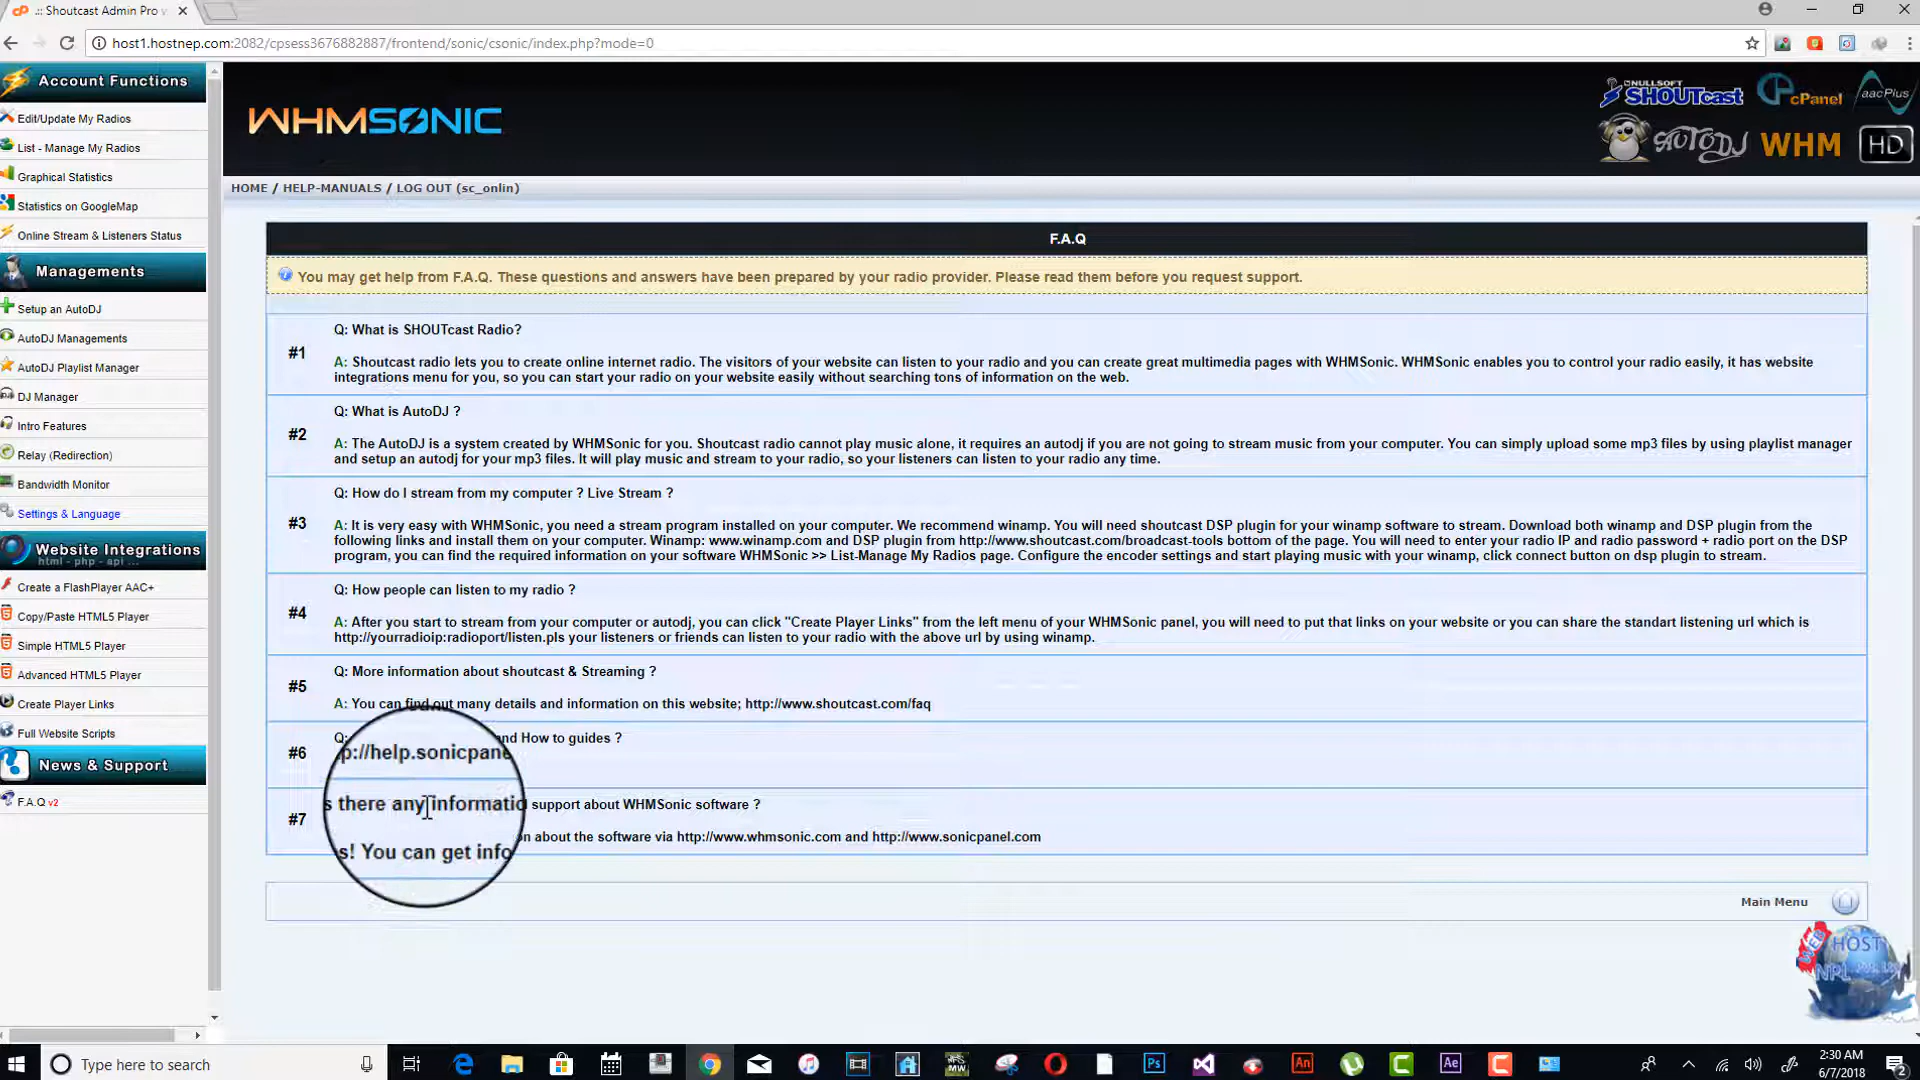 .:: Shoutcast Admin Pro v
host1.hostnep.com:2082/cpsess3676882887/frontend/sonic/csonic/index.php?mode=0
Account Functions
Edit/Update My Radios
List - Manage My Radios
Graphical Statistics
Statistics on GoogleMap
Online Stream & Listeners Status
Managements
Setup an AutoDJ
AutoDJ Managements
AutoDJ Playlist Manager
DJ Manager
Intro Features
Relay (Redirection)
Bandwidth Monitor
Settings & Language
Website Integrations
html - php - api ...
Create a FlashPlayer AAC+
Copy/Paste HTML5 Player
Simple HTML5 Player
Advanced HTML5 Player
Create Player Links
Full Website Scripts
News & Support
F.A.Q v2
WHMSONIC
NULLSOFT
SHOUTcast
cPanel
aacPlus
AUTODJ
WHM
HD
HOME / HELP-MANUALS / LOG OUT (sc_onlin)
F.A.Q
You may get help from F.A.Q. These questions and answers have been prepared by your radio provider. Please read them before you request support.
#1
Q: What is SHOUTcast Radio?
A: Shoutcast radio lets you to create online internet radio. The visitors of your website can listen to your radio and you can create great multimedia pages with WHMSonic. WHMSonic enables you to control your radio easily, it has website
integrations menu for you, so you can start your radio on your website easily without searching tons of information on the web.
#2
Q: What is AutoDJ ?
A: The AutoDJ is a system created by WHMSonic for you. Shoutcast radio cannot play music alone, it requires an autodj if you are not going to stream music from your computer. You can simply upload some mp3 files by using playlist manager
and setup an autodj for your mp3 files. It will play music and stream to your radio, so your listeners can listen to your radio any time.
#3
Q: How do I stream from my computer ? Live Stream ?
A: It is very easy with WHMSonic, you need a stream program installed on your computer. We recommend winamp. You will need shoutcast DSP plugin for your winamp software to stream. Download both winamp and DSP plugin from the
following links and install them on your computer. Winamp: www.winamp.com and DSP plugin from http://www.shoutcast.com/broadcast-tools bottom of the page. You will need to enter your radio IP and radio password + radio port on the DSP
program, you can find the required information on your software WHMSonic >> List-Manage My Radios page. Configure the encoder settings and start playing music with your winamp, click connect button on dsp plugin to stream.
#4
Q: How people can listen to my radio ?
A: After you start to stream from your computer or autodj, you can click "Create Player Links" from the left menu of your WHMSonic panel, you will need to put that links on your website or you can share the standart listening url which is
http://yourradioip:radioport/listen.pls your listeners or friends can listen to your radio with the above url by using winamp.
#5
Q: More information about shoutcast & Streaming ?
A: You can find out many details and information on this website; http://www.shoutcast.com/faq
#6
Q: and How to guides ?
p://help.sonicpane
#7
s there any informatio support about WHMSonic software ?
n about the software via http://www.whmsonic.com and http://www.sonicpanel.com
s! You can get info
Main Menu
WEB HOST
NPL PVT. LTD
Type here to search
2:30 AM
6/7/2018